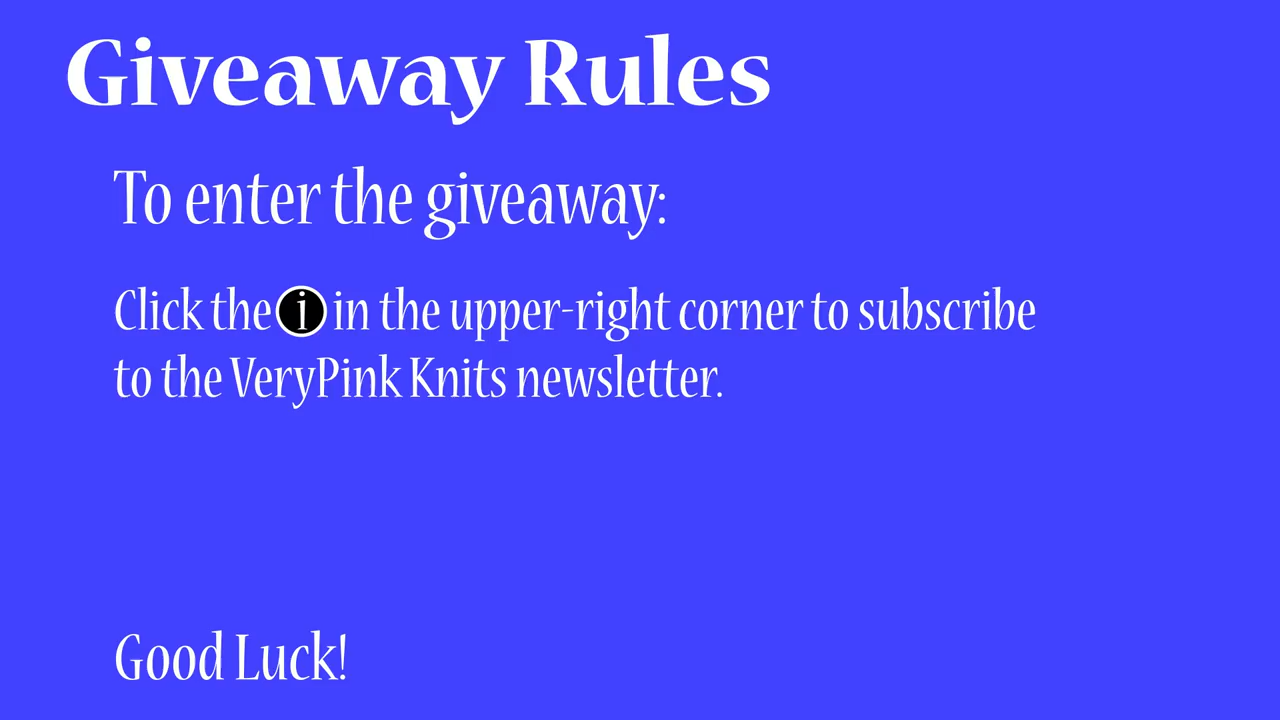 Giveaway Rules
To enter the giveaway:
Click the i in the upper-right corner to subscribe
to the VeryPink Knits newsletter.
Good Luck!